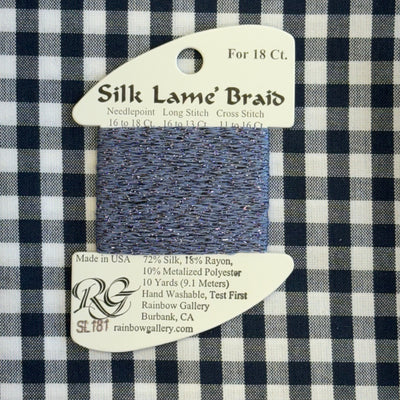 For 18 Ct.
Silk Lame' Braid
Needlepoint Long Stitch Cross Stitch
16 to 18 Ct. 16 to 13 Ct. 11 to 16 Ct.
Made in USA
72% Silk, 18% Rayon,
10% Metalized Polyester
10 Yards (9.1 Meters)
Hand Washable, Test First
Rainbow Gallery
Burbank, CA
rainbowgallery.com
RG
SL181